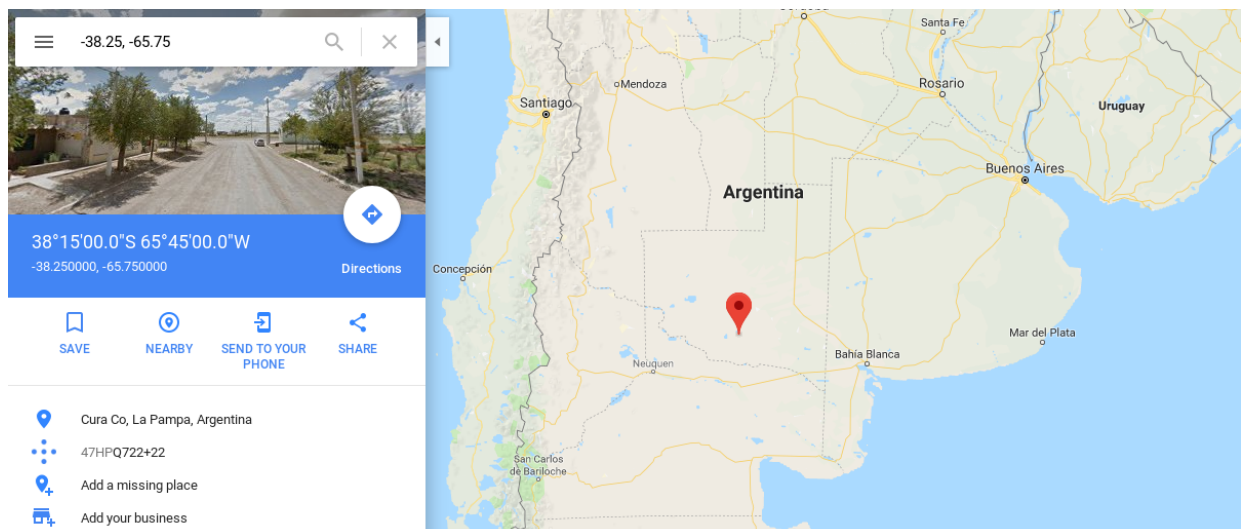 -38.25, -65.75
38°15'00.0"S 65°45'00.0"W
-38.250000, -65.750000
Directions
SAVE
NEARBY
SEND TO YOUR
PHONE
SHARE
Cura Co, La Pampa, Argentina
47HPQ722+22
Add a missing place
Add your business
Santa Fe
Mendoza
Rosario
Santiago
Uruguay
Buenos Aires
Argentina
Concepción
Mar del Plata
Bahía Blanca
Neuquen
San Carlos
de Bariloche